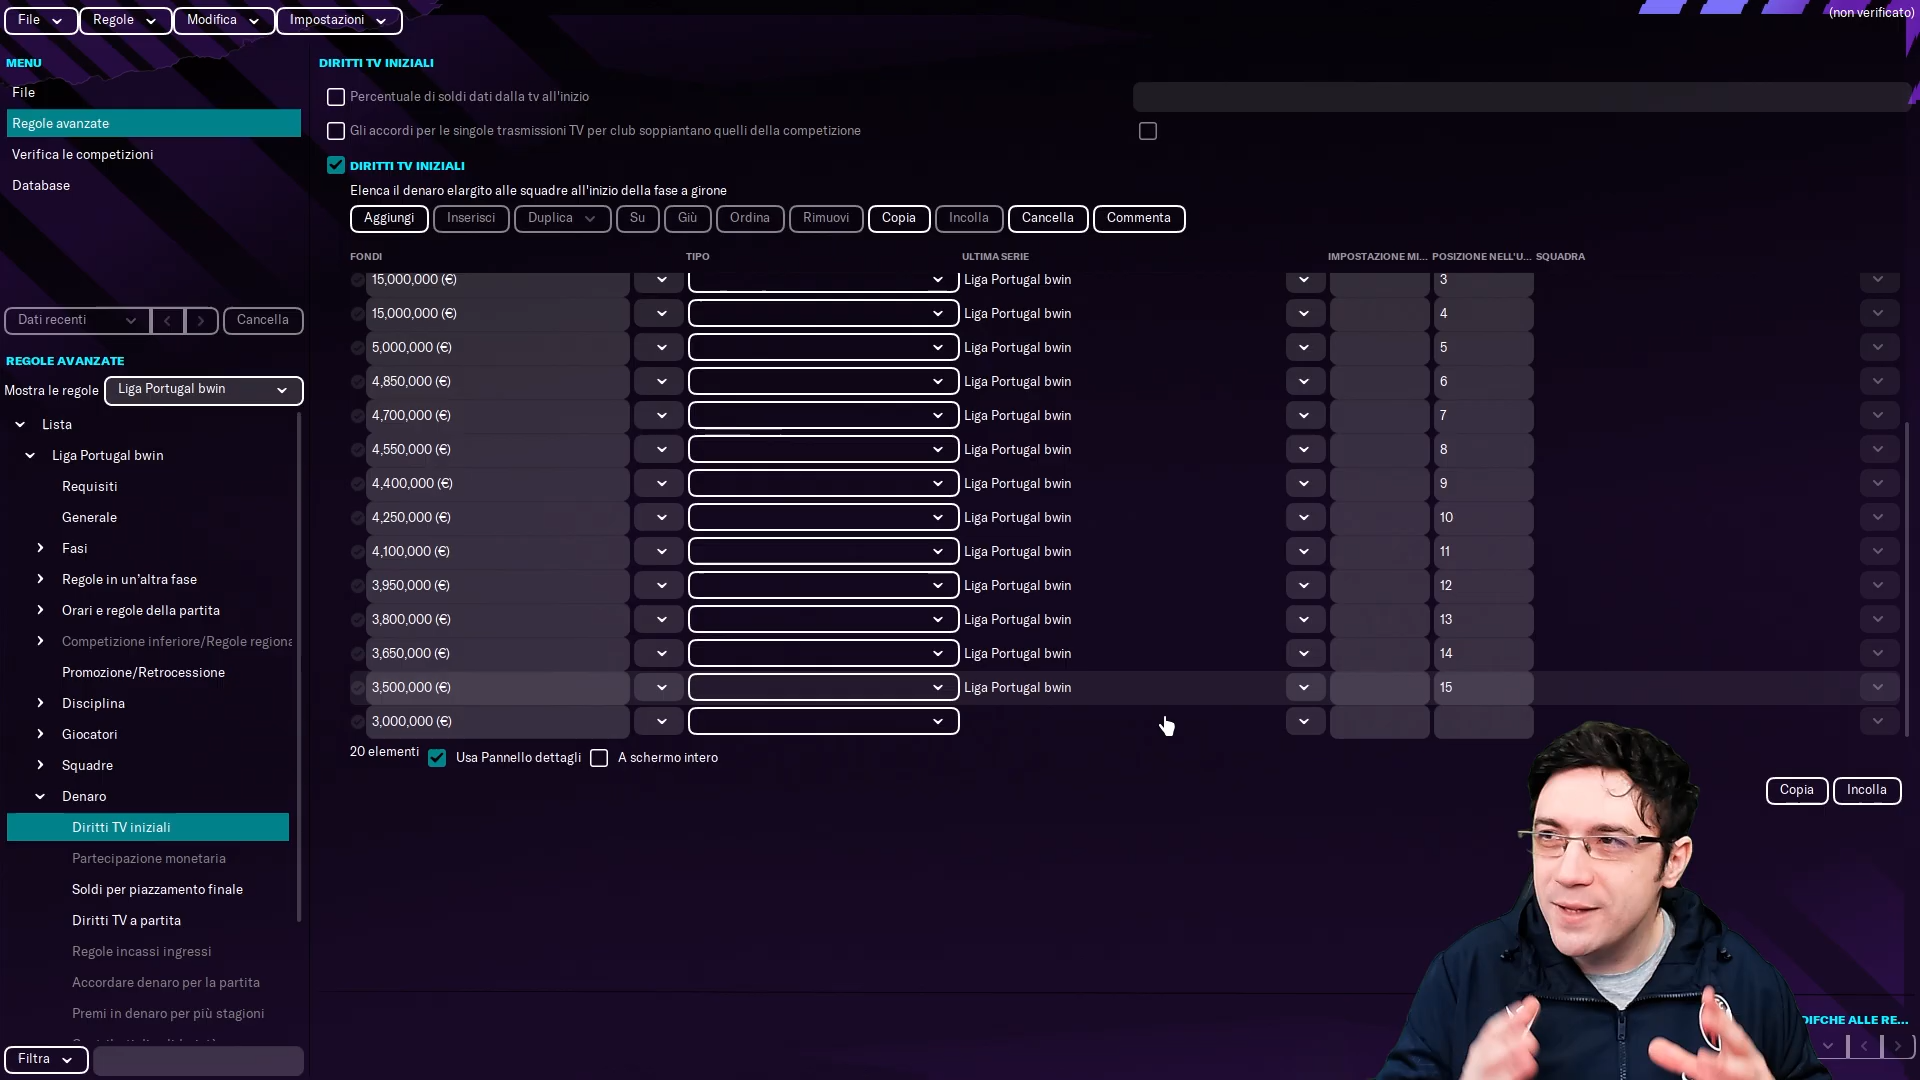 File
Regole
Modifica
Impostazioni
(non verificato)
MENU
File
Regole avanzate
Verifica le competizioni
Database
Dati recenti
Cancella
REGOLE AVANZATE
Mostra le regole
Liga Portugal bwin
Lista
Liga Portugal bwin
Requisiti
Generale
Fasi
Regole in un'altra fase
Orari e regole della partita
Competizione inferiore/Regole regiona
Promozione/Retrocessione
Disciplina
Giocatori
Squadre
Denaro
Diritti TV iniziali
Partecipazione monetaria
Soldi per piazzamento finale
Diritti TV a partita
Regole incassi ingressi
Accordare denaro per la partita
Premi in denaro per più stagioni
Filtra
DIRITTI TV INIZIALI
Percentuale di soldi dati dalla tv all'inizio
Gli accordi per le singole trasmissioni TV per club soppiantano quelli della competizione
DIRITTI TV INIZIALI
Elenca il denaro elargito alle squadre all'inizio della fase a girone
Aggiungi Inserisci Duplica Su Giù Ordina Rimuovi Copia Incolla Cancella Commenta
FONDI TIPO ULTIMA SERIE IMPOSTAZIONE MI... POSIZIONE NELL'U... SQUADRA
15,000,000 (€) Liga Portugal bwin 3
15,000,000 (€) Liga Portugal bwin 4
5,000,000 (€) Liga Portugal bwin 5
4,850,000 (€) Liga Portugal bwin 6
4,700,000 (€) Liga Portugal bwin 7
4,550,000 (€) Liga Portugal bwin 8
4,400,000 (€) Liga Portugal bwin 9
4,250,000 (€) Liga Portugal bwin 10
4,100,000 (€) Liga Portugal bwin 11
3,950,000 (€) Liga Portugal bwin 12
3,800,000 (€) Liga Portugal bwin 13
3,650,000 (€) Liga Portugal bwin 14
3,500,000 (€) Liga Portugal bwin 15
3,000,000 (€)
20 elementi Usa Pannello dettagli A schermo intero
Copia Incolla
DIFCHE ALLE RE...